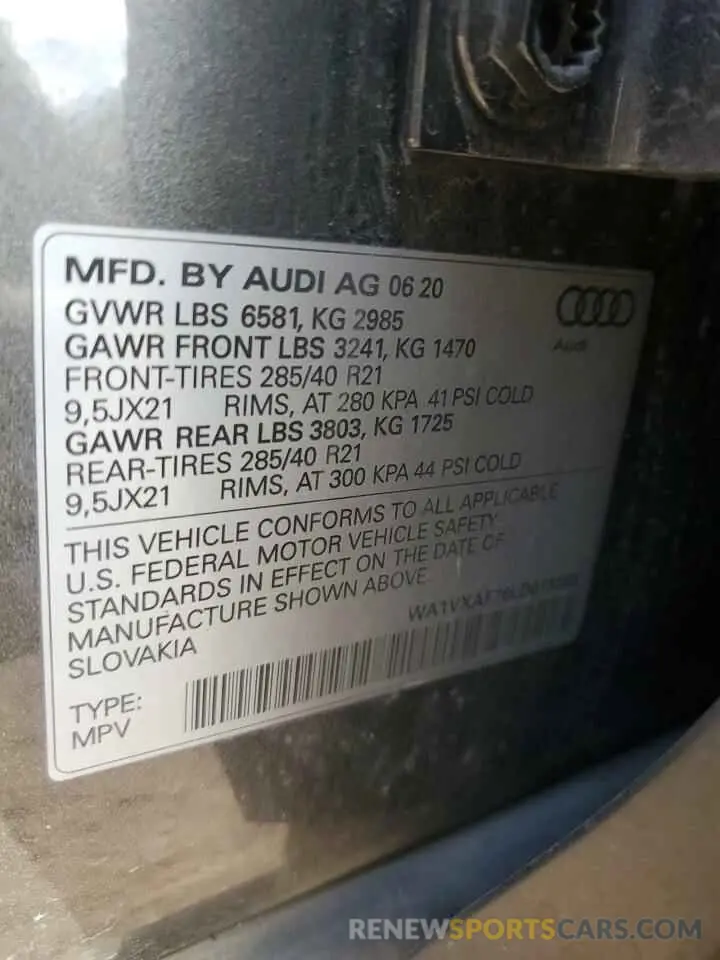 MFD. BY AUDI AG 06 20
GVWR LBS 6581, KG 2985
GAWR FRONT LBS 3241, KG 1470
FRONT-TIRES 285/40 R21
9,5JX21 RIMS, AT 280 KPA 41 PSI COLD
GAWR REAR LBS 3803, KG 1725
REAR-TIRES 285/40 R21
9,5JX21 RIMS, AT 300 KPA 44 PSI COLD
Audi
THIS VEHICLE CONFORMS TO ALL APPLICABLE
U.S. FEDERAL MOTOR VEHICLE SAFETY
STANDARDS IN EFFECT ON THE DATE OF
MANUFACTURE SHOWN ABOVE
SLOVAKIA
TYPE:
MPV
RENEWSPORTSCARS.COM